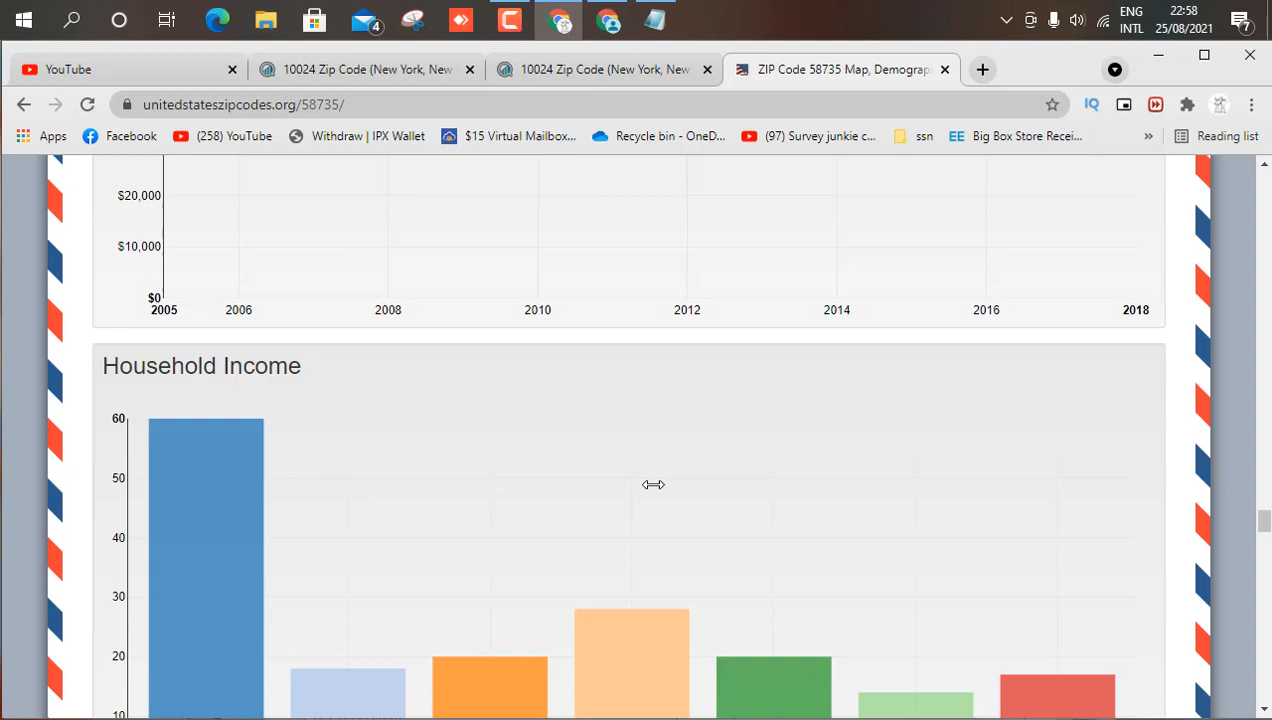 4
ENG
INTL
22:58
25/08/2021
7
YouTube
10024 Zip Code (New York, New
10024 Zip Code (New York, New
ZIP Code 58735 Map, Demograp
unitedstateszipcodes.org/58735/
IQ
Apps
Facebook
(258) YouTube
Withdraw | IPX Wallet
$15 Virtual Mailbox...
Recycle bin - OneD...
(97) Survey junkie c...
ssn
EE Big Box Store Recei...
»
Reading list
$20,000
$10,000
$0
2005 2006 2008 2010 2012 2014 2016 2018
Household Income
60
50
40
30
20
10